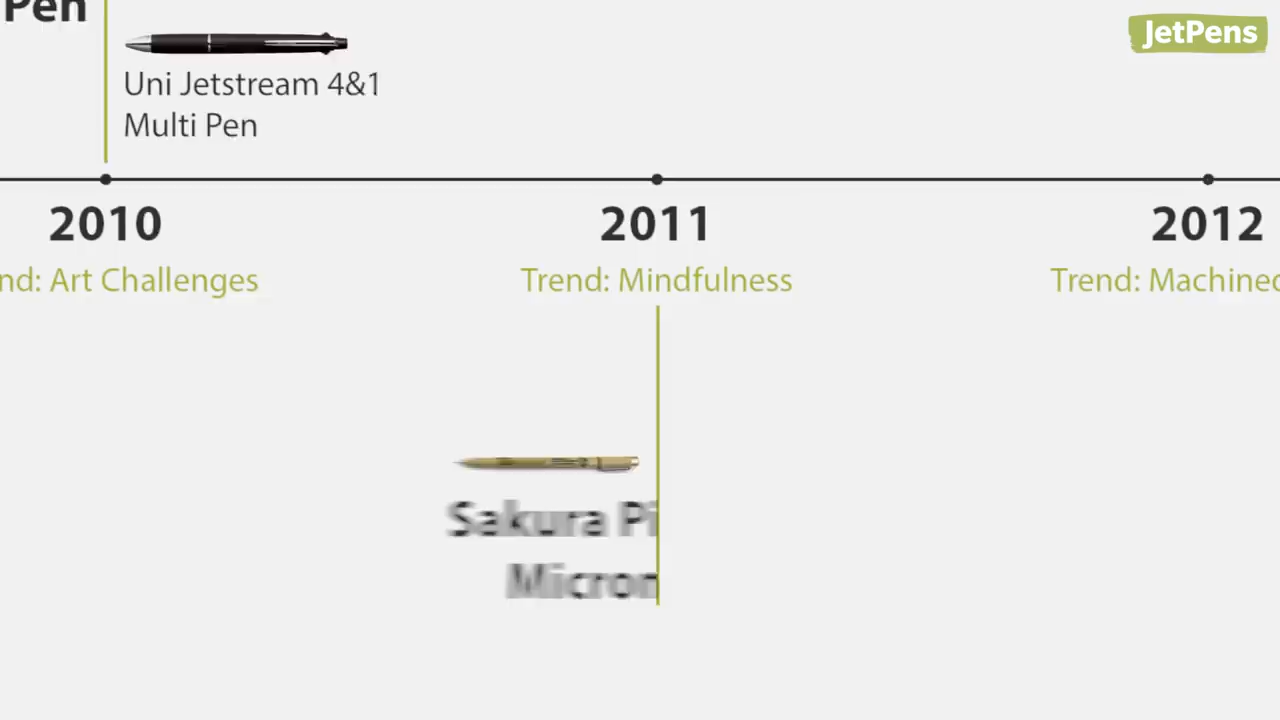 Pen
JetPens
Uni Jetstream 4&1
Multi Pen
2010
2011
2012
nd: Art Challenges
Trend: Mindfulness
Trend: Machined
Sakura Pi
Micron